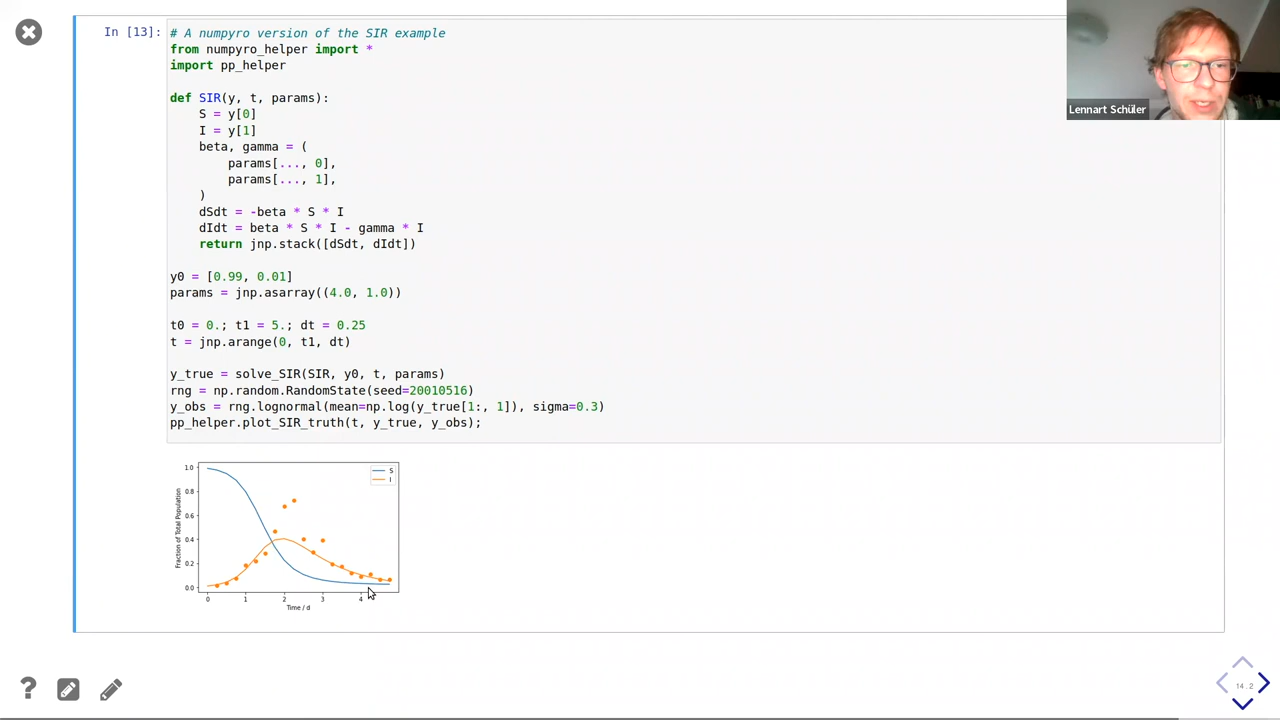 In [13]:
# A numpyro version of the SIR example
from numpyro_helper import *
import pp_helper
def SIR(y, t, params):
S = y[0]
I = y[1]
beta, gamma = (
params[..., 0],
params[..., 1],
)
dSdt = -beta * S * I
dIdt = beta * S * I - gamma * I
return jnp.stack([dSdt, dIdt])
y0 = [0.99, 0.01]
params = jnp.asarray((4.0, 1.0))
t0 = 0.; t1 = 5.; dt = 0.25
t = jnp.arange(0, t1, dt)
y_true = solve_SIR(SIR, y0, t, params)
rng = np.random.RandomState(seed=20010516)
y_obs = rng.lognormal(mean=np.log(y_true[1:, 1]), sigma=0.3)
pp_helper.plot_SIR_truth(t, y_true, y_obs);
Lennart Schüler
Fraction of Total Population
1.0
0.8
0.6
0.4
0.2
0.0
S
I
0 1 2 3 4
Time / d
?
14.2